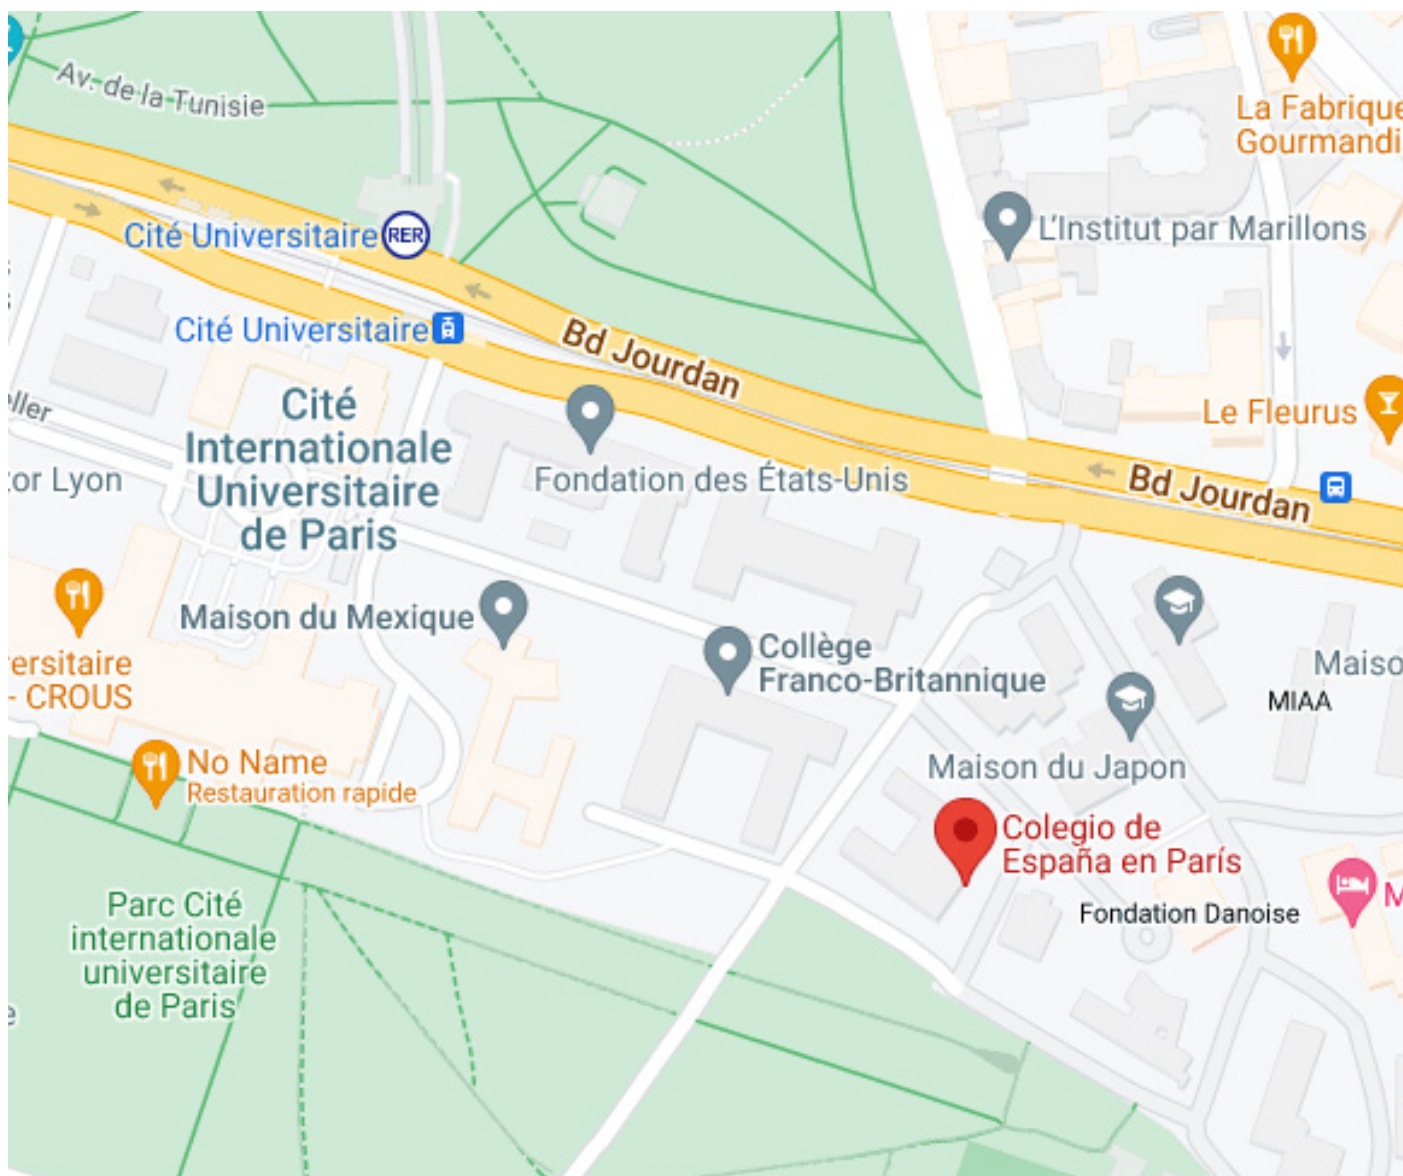 Av. de la Tunisie
La Fabrique
Gourmandi
L'Institut par Marillons
Cité Universitaire
RER
Cité Universitaire
Bd Jourdan
Cité
Internationale
Universitaire
de Paris
Le Fleurus
Fondation des États-Unis
Bd Jourdan
or Lyon
Maison du Mexique
Collège
Franco-Britannique
ersitaire
- CROUS
Maiso
MIAA
No Name
Restauration rapide
Maison du Japon
Colegio de
España en París
M
Parc Cité
internationale
universitaire
de Paris
Fondation Danoise